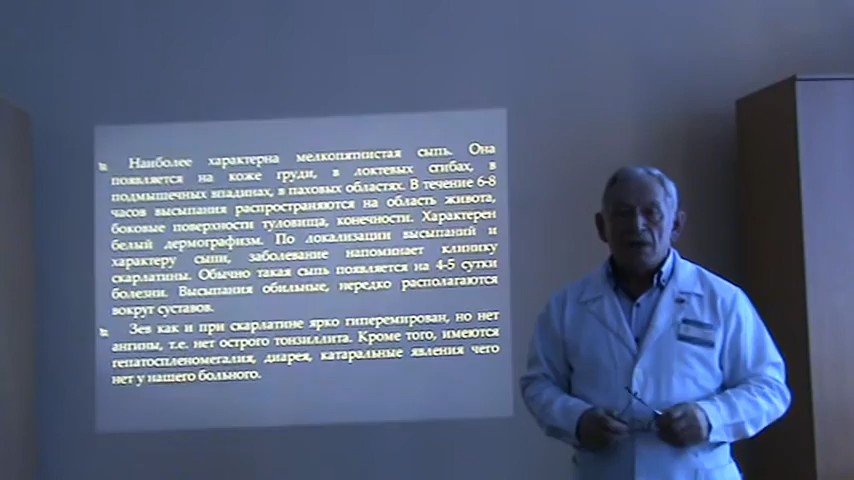 Наиболее характерна мелкопятнистая сыпь. Она
появляется на коже груди, в локтевых сгибах, в
подмышечных впадинах, в паховых областях. В течение 6-8
часов высыпания распространяются на область живота,
боковые поверхности туловища, конечности. Характерен
белый дермографизм. По локализации высыпаний и
характеру сыпи, заболевание напоминает клинику
скарлатины. Обычно такая сыпь появляется на 4-5 сутки
болезни. Высыпания обильные, нередко располагаются
вокруг суставов.
Зев как и при скарлатине ярко гиперемирован, но нет
ангины, т.е. нет острого тонзиллита. Кроме того, имеются
гепатоспленомегалия, диарея, катаральные явления чего
нет у нашего больного.